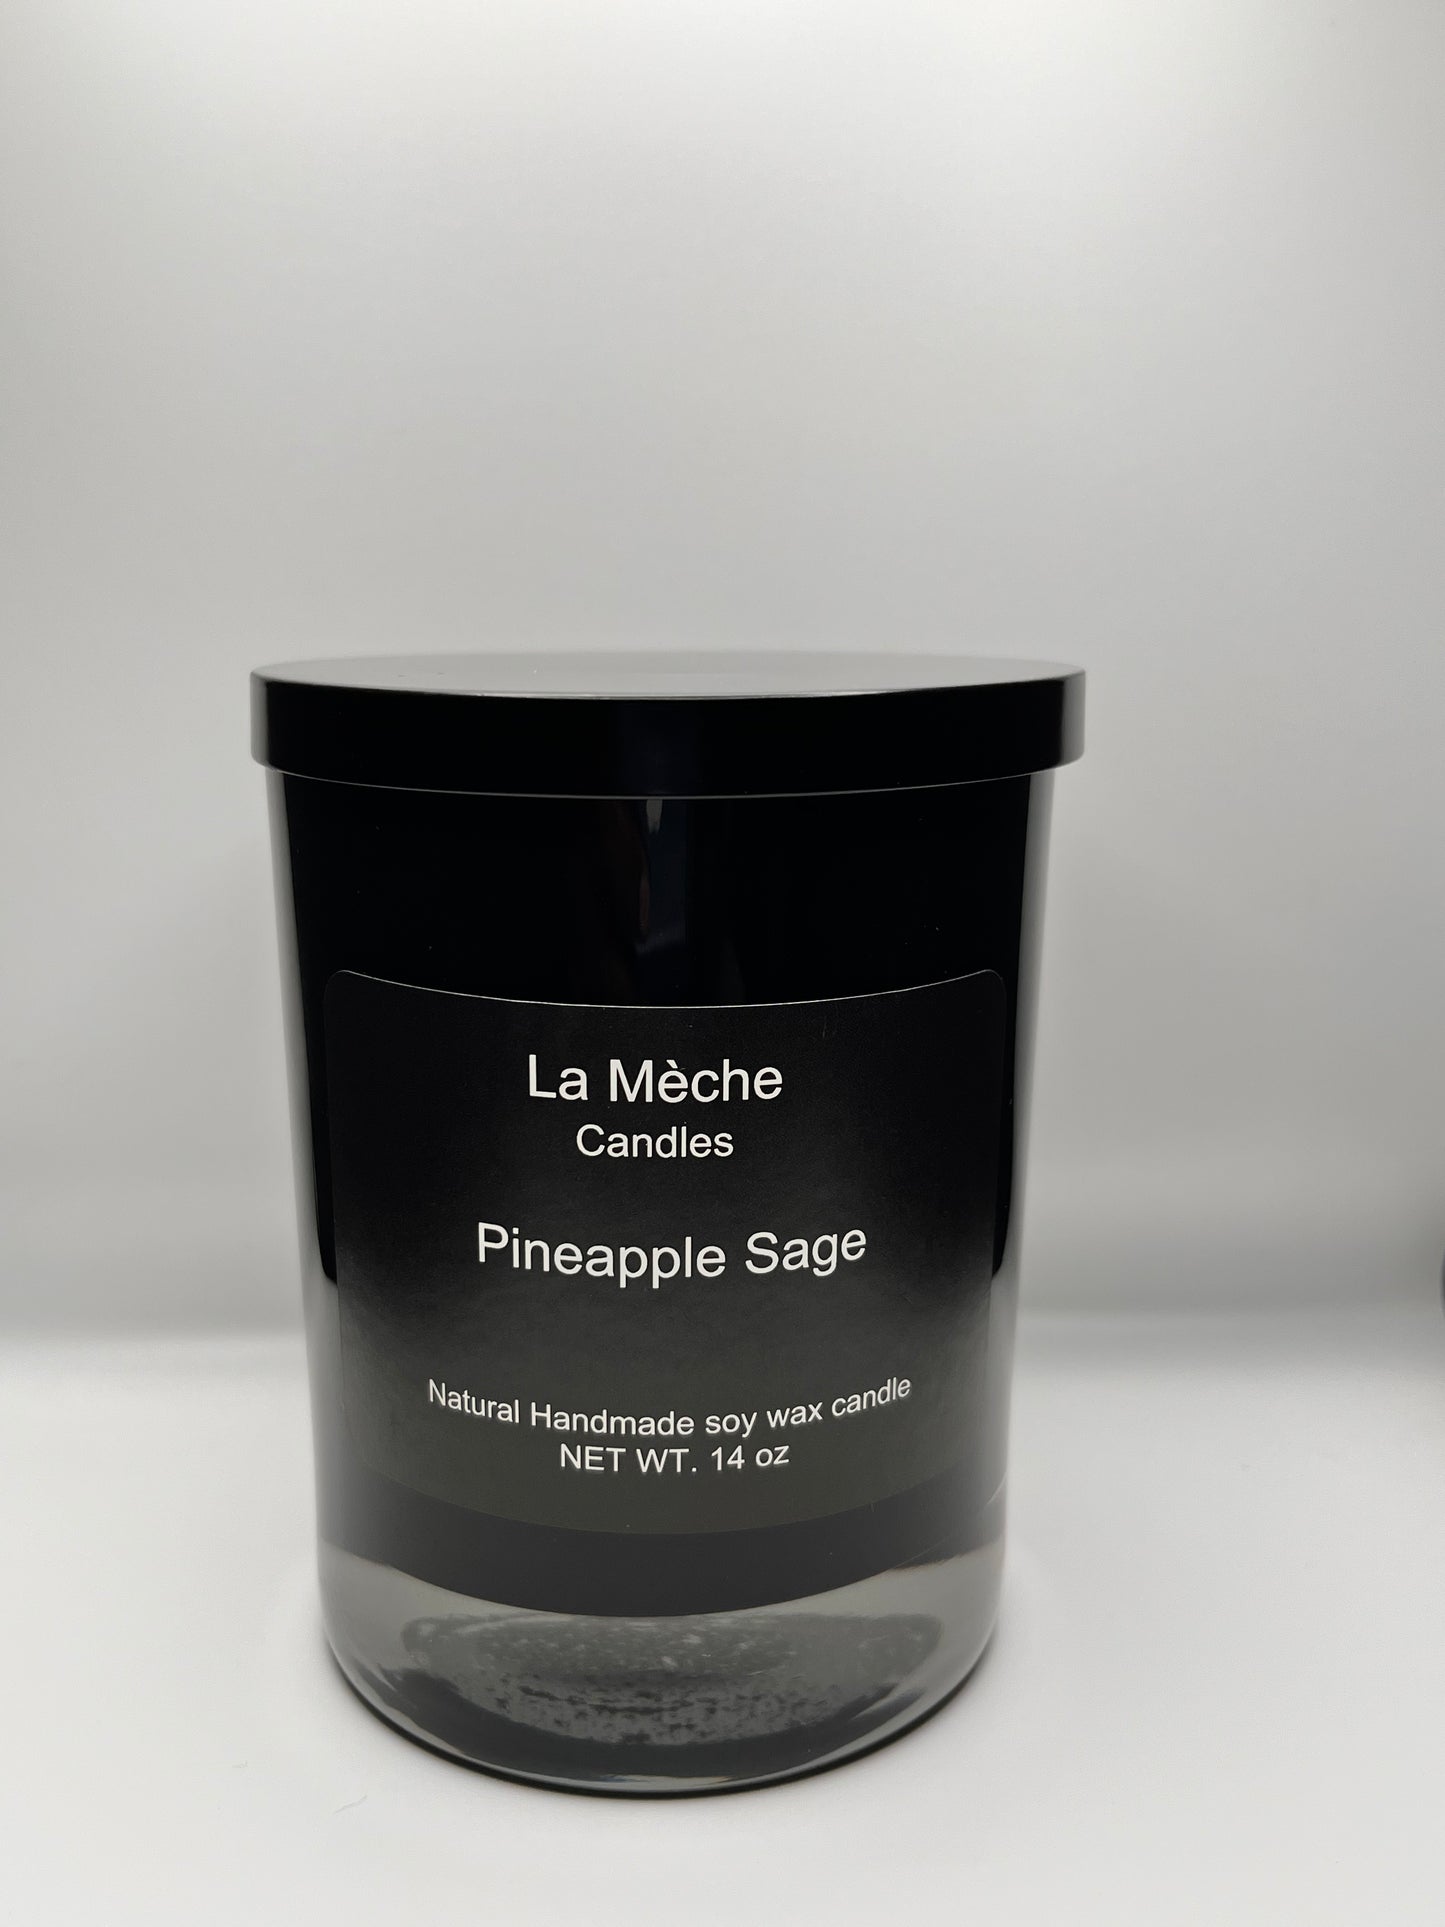 La Mèche
Candles
Pineapple Sage
Natural Handmade soy wax candle
NET WT. 14 oz